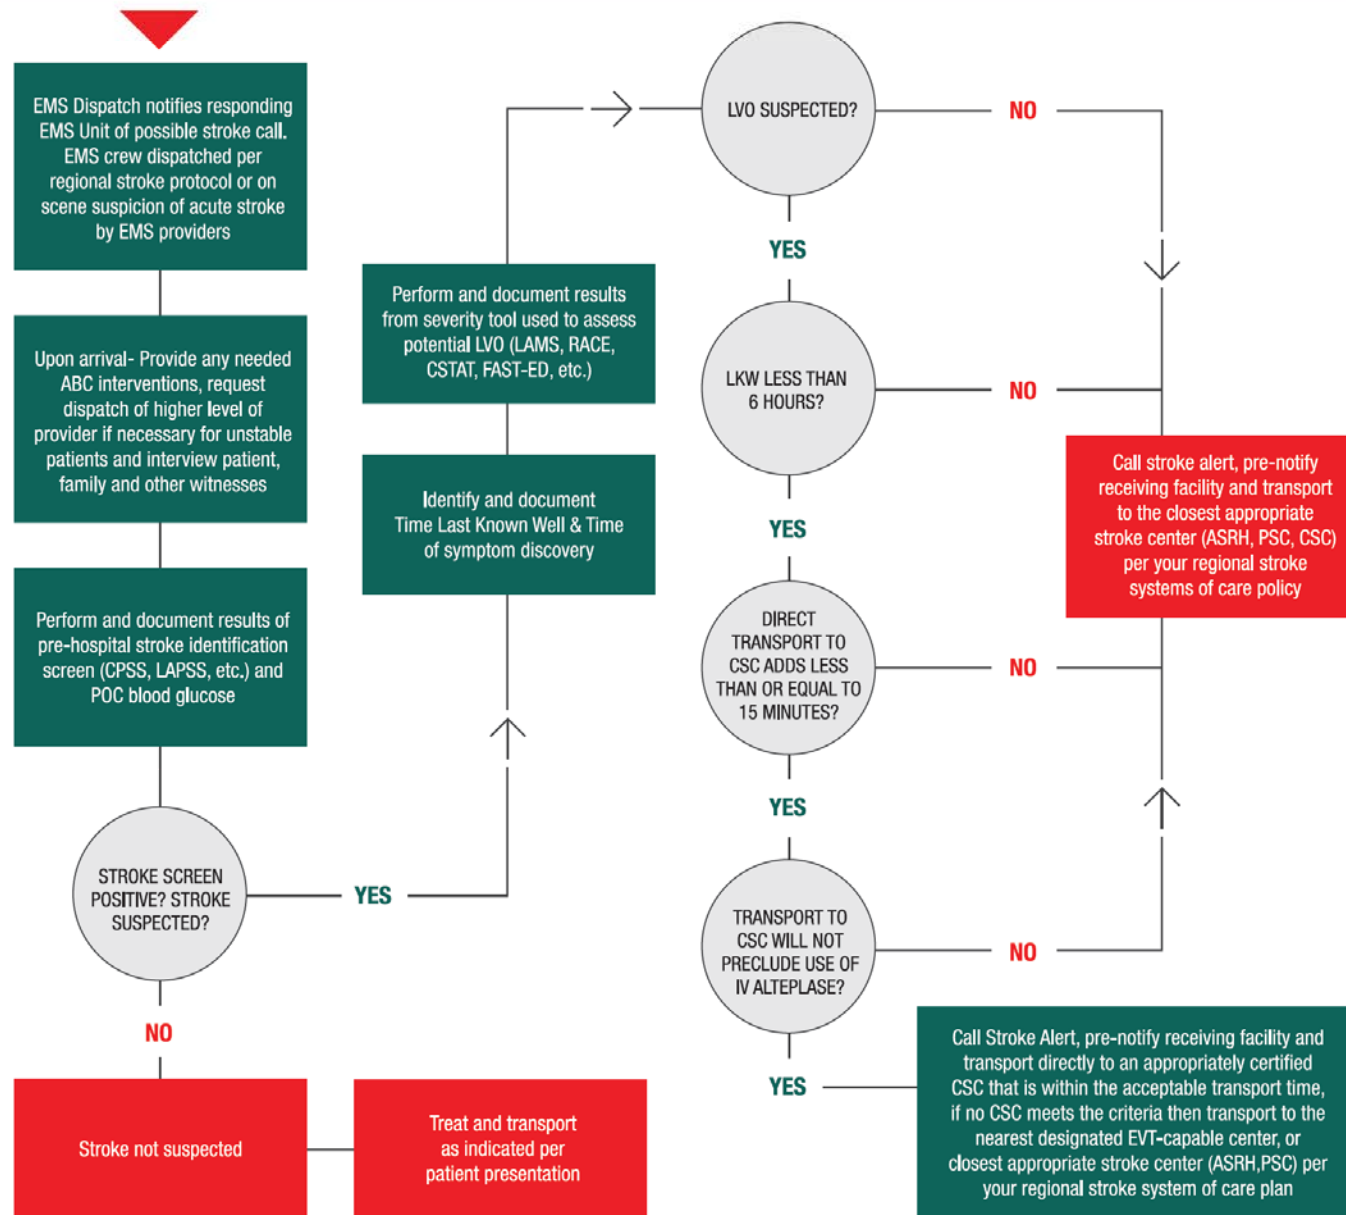 EMS Dispatch notifies responding
EMS Unit of possible stroke call.
EMS crew dispatched per
regional stroke protocol or on
scene suspicion of acute stroke
by EMS providers
Upon arrival- Provide any needed
ABC interventions, request
dispatch of higher level of
provider if necessary for unstable
patients and interview patient,
family and other witnesses
Perform and document results of
pre-hospital stroke identification
screen (CPSS, LAPSS, etc.) and
POC blood glucose
STROKE SCREEN
POSITIVE? STROKE
SUSPECTED?
NO
Stroke not suspected
Treat and transport
as indicated per
patient presentation
YES
Identify and document
Time Last Known Well & Time
of symptom discovery
Perform and document results
from severity tool used to assess
potential LVO (LAMS, RACE,
CSTAT, FAST-ED, etc.)
LVO SUSPECTED?
NO
YES
LKW LESS THAN
6 HOURS?
NO
YES
DIRECT
TRANSPORT TO
CSC ADDS LESS
THAN OR EQUAL TO
15 MINUTES?
NO
YES
TRANSPORT TO
CSC WILL NOT
PRECLUDE USE OF
IV ALTEPLASE?
NO
YES
Call stroke alert, pre-notify
receiving facility and transport
to the closest appropriate
stroke center (ASRH, PSC, CSC)
per your regional stroke
systems of care policy
Call Stroke Alert, pre-notify receiving facility and
transport directly to an appropriately certified
CSC that is within the acceptable transport time,
if no CSC meets the criteria then transport to the
nearest designated EVT-capable center, or
closest appropriate stroke center (ASRH,PSC) per
your regional stroke system of care plan